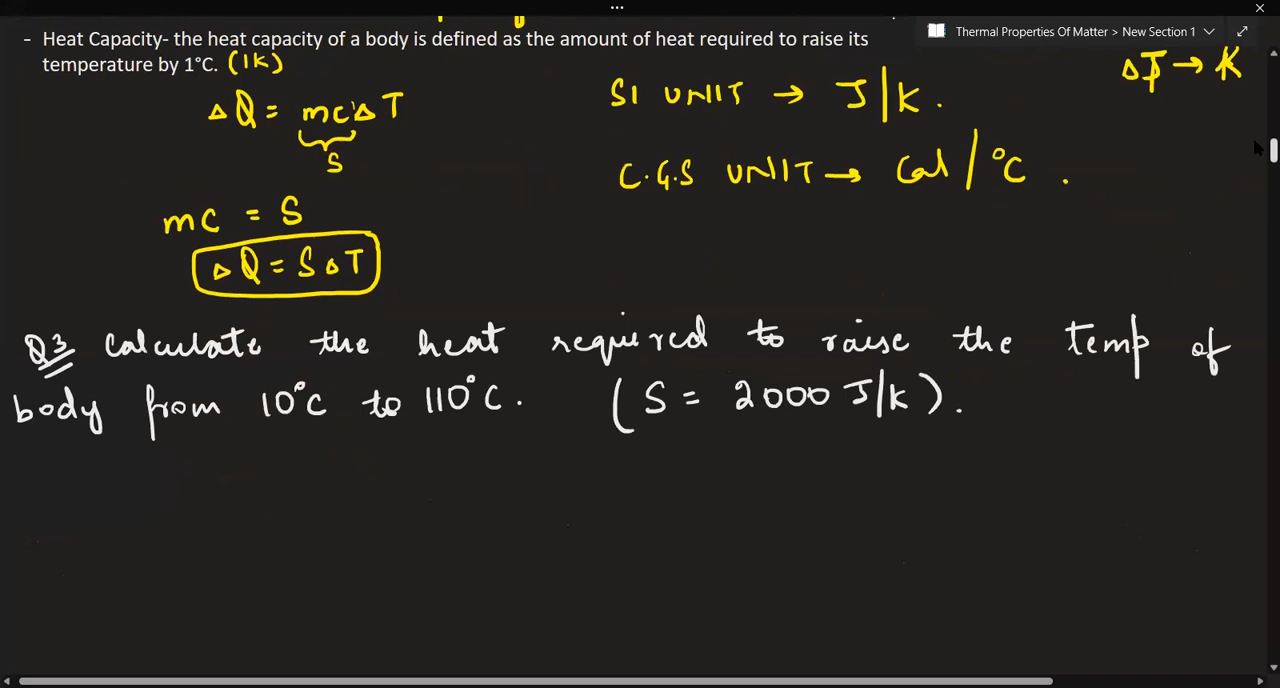 Thermal Properties Of Matter > New Section 1
- Heat Capacity- the heat capacity of a body is defined as the amount of heat required to raise its
temperature by 1°C. (1K)
ΔT → K
ΔQ = mcΔT
S
SI UNIT → J/K.
C.G.S UNIT → Cal/°C.
mc = S
ΔQ = SΔT
Q3 calculate the heat required to raise the temp of
body from 10°C to 110°C. (S = 2000 J/K).